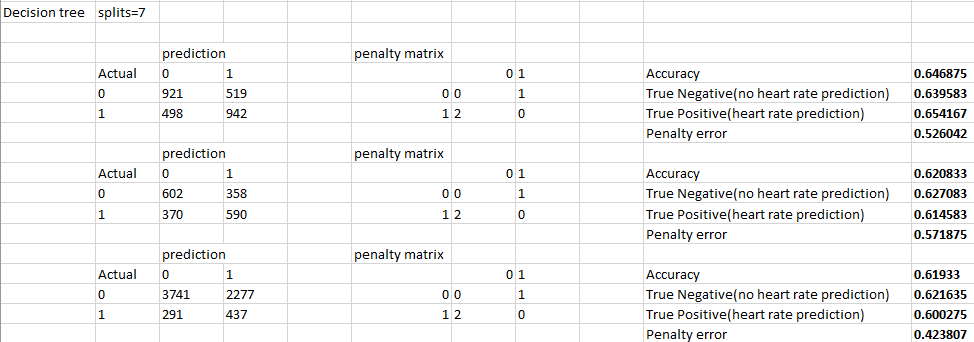 Decision tree splits=7
prediction penalty matrix
Actual 0 1 0 1 Accuracy 0.646875
0 921 519 0 0 1 True Negative(no heart rate prediction) 0.639583
1 498 942 1 2 0 True Positive(heart rate prediction) 0.654167
Penalty error 0.526042
prediction penalty matrix
Actual 0 1 0 1 Accuracy 0.620833
0 602 358 0 0 1 True Negative(no heart rate prediction) 0.627083
1 370 590 1 2 0 True Positive(heart rate prediction) 0.614583
Penalty error 0.571875
prediction penalty matrix
Actual 0 1 0 1 Accuracy 0.61933
0 3741 2277 0 0 1 True Negative(no heart rate prediction) 0.621635
1 291 437 1 2 0 True Positive(heart rate prediction) 0.600275
Penalty error 0.423807